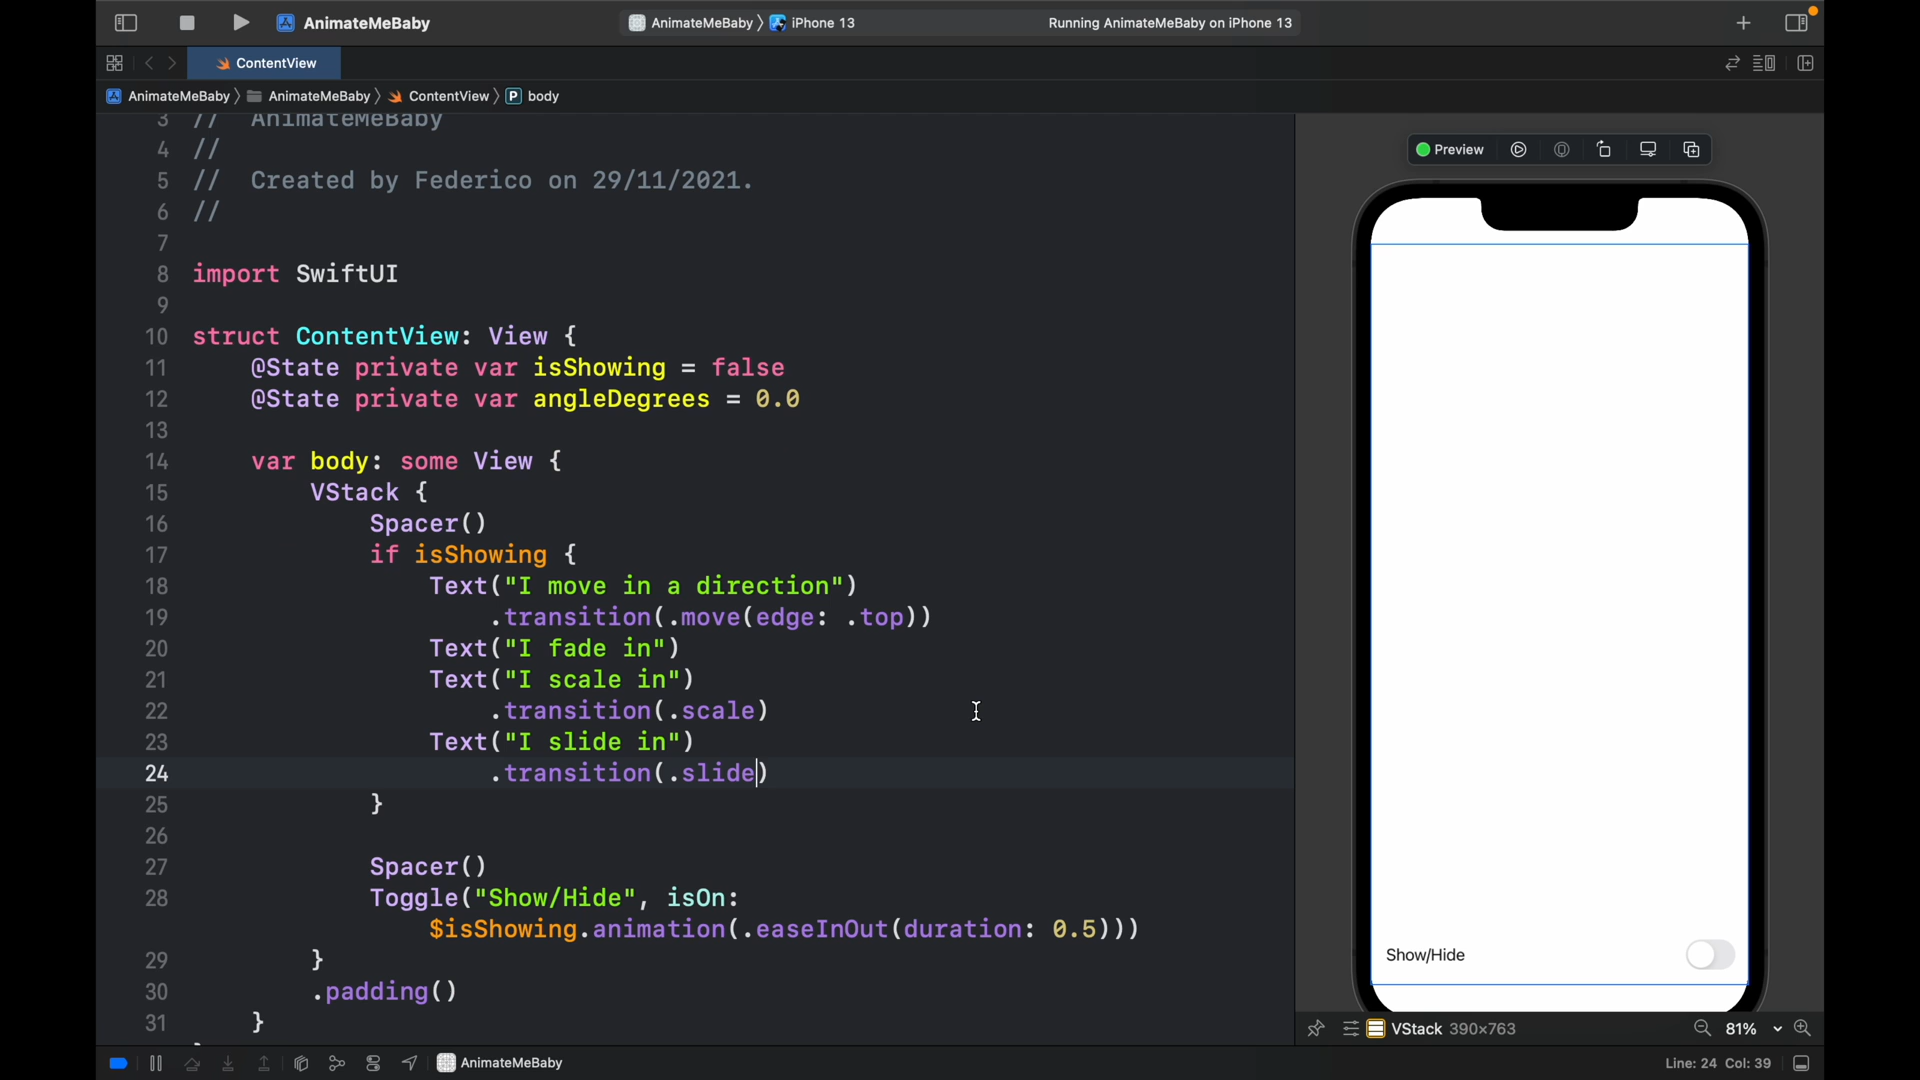 AnimateMeBaby
AnimateMeBaby iPhone 13
Running AnimateMeBaby on iPhone 13
ContentView
AnimateMeBaby AnimateMeBaby ContentView P body
3 // AnimateMeBaby
4 //
5 // Created by Federico on 29/11/2021.
6 //
7
8 import SwiftUI
9
10 struct ContentView: View {
11 @State private var isShowing = false
12 @State private var angleDegrees = 0.0
13
14 var body: some View {
15 VStack {
16 Spacer()
17 if isShowing {
18 Text("I move in a direction")
19 .transition(.move(edge: .top))
20 Text("I fade in")
21 Text("I scale in")
22 .transition(.scale)
23 Text("I slide in")
24 .transition(.slide)
25 }
26
27 Spacer()
28 Toggle("Show/Hide", isOn:
$isShowing.animation(.easeInOut(duration: 0.5)))
29 }
30 .padding()
31 }
Preview
Show/Hide
VStack 390×763
81%
AnimateMeBaby
Line: 24 Col: 39